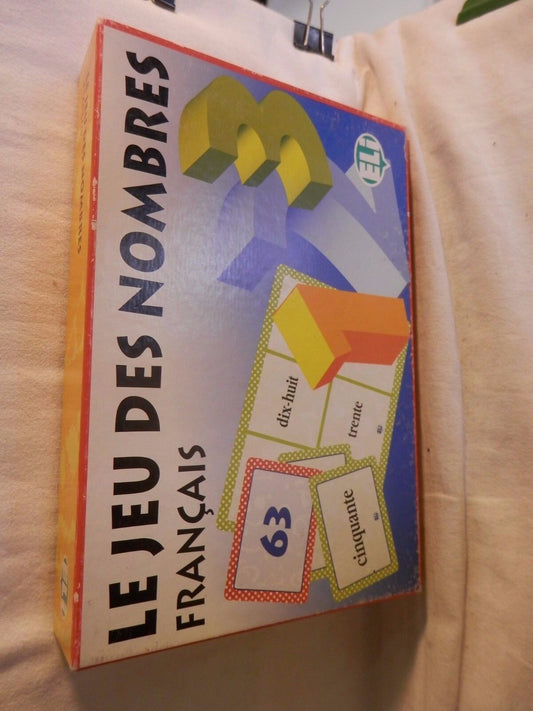 LE JEU DES NOMBRES
FRANÇAIS
ELi
dix-huit
trente
63
cinquante